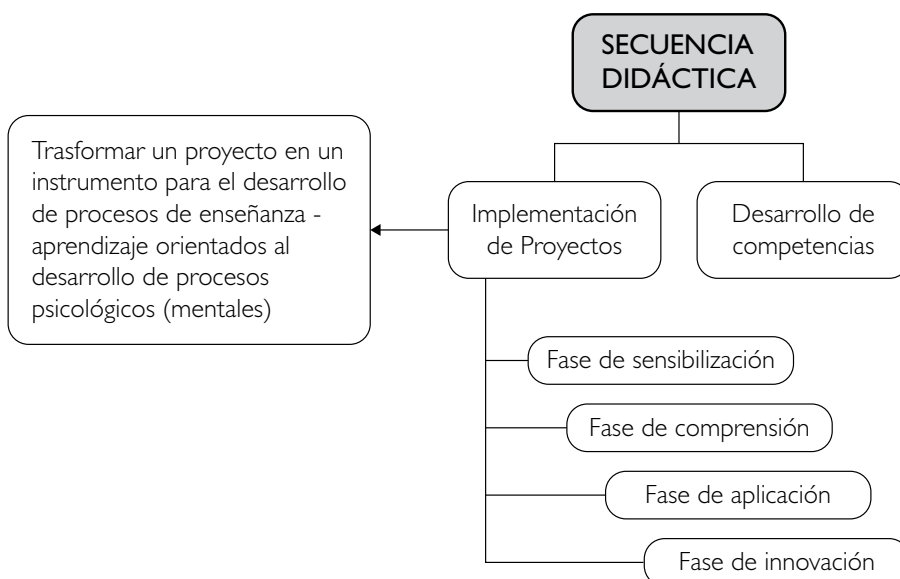 SECUENCIA
DIDÁCTICA
Trasformar un proyecto en un
instrumento para el desarrollo
de procesos de enseñanza -
aprendizaje orientados al
desarrollo de procesos
psicológicos (mentales)
Implementación
de Proyectos
Desarrollo de
competencias
Fase de sensibilización
Fase de comprensión
Fase de aplicación
Fase de innovación